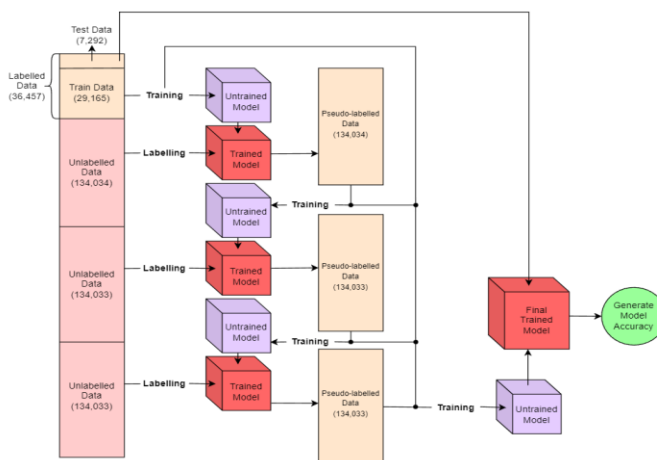 Test Data
(7,292)
Labelled
Data
(36,457)
Train Data
(29,165)
Training
Untrained
Model
Pseudo-labelled
Data
(134,034)
Unlabelled
Data
(134,034)
Labelling
Trained
Model
Untrained
Model
Training
Unlabelled
Data
(134,033)
Labelling
Trained
Model
Pseudo-labelled
Data
(134,033)
Untrained
Model
Training
Unlabelled
Data
(134,033)
Labelling
Trained
Model
Pseudo-labelled
Data
(134,033)
Training
Untrained
Model
Final
Trained
Model
Generate
Model
Accuracy